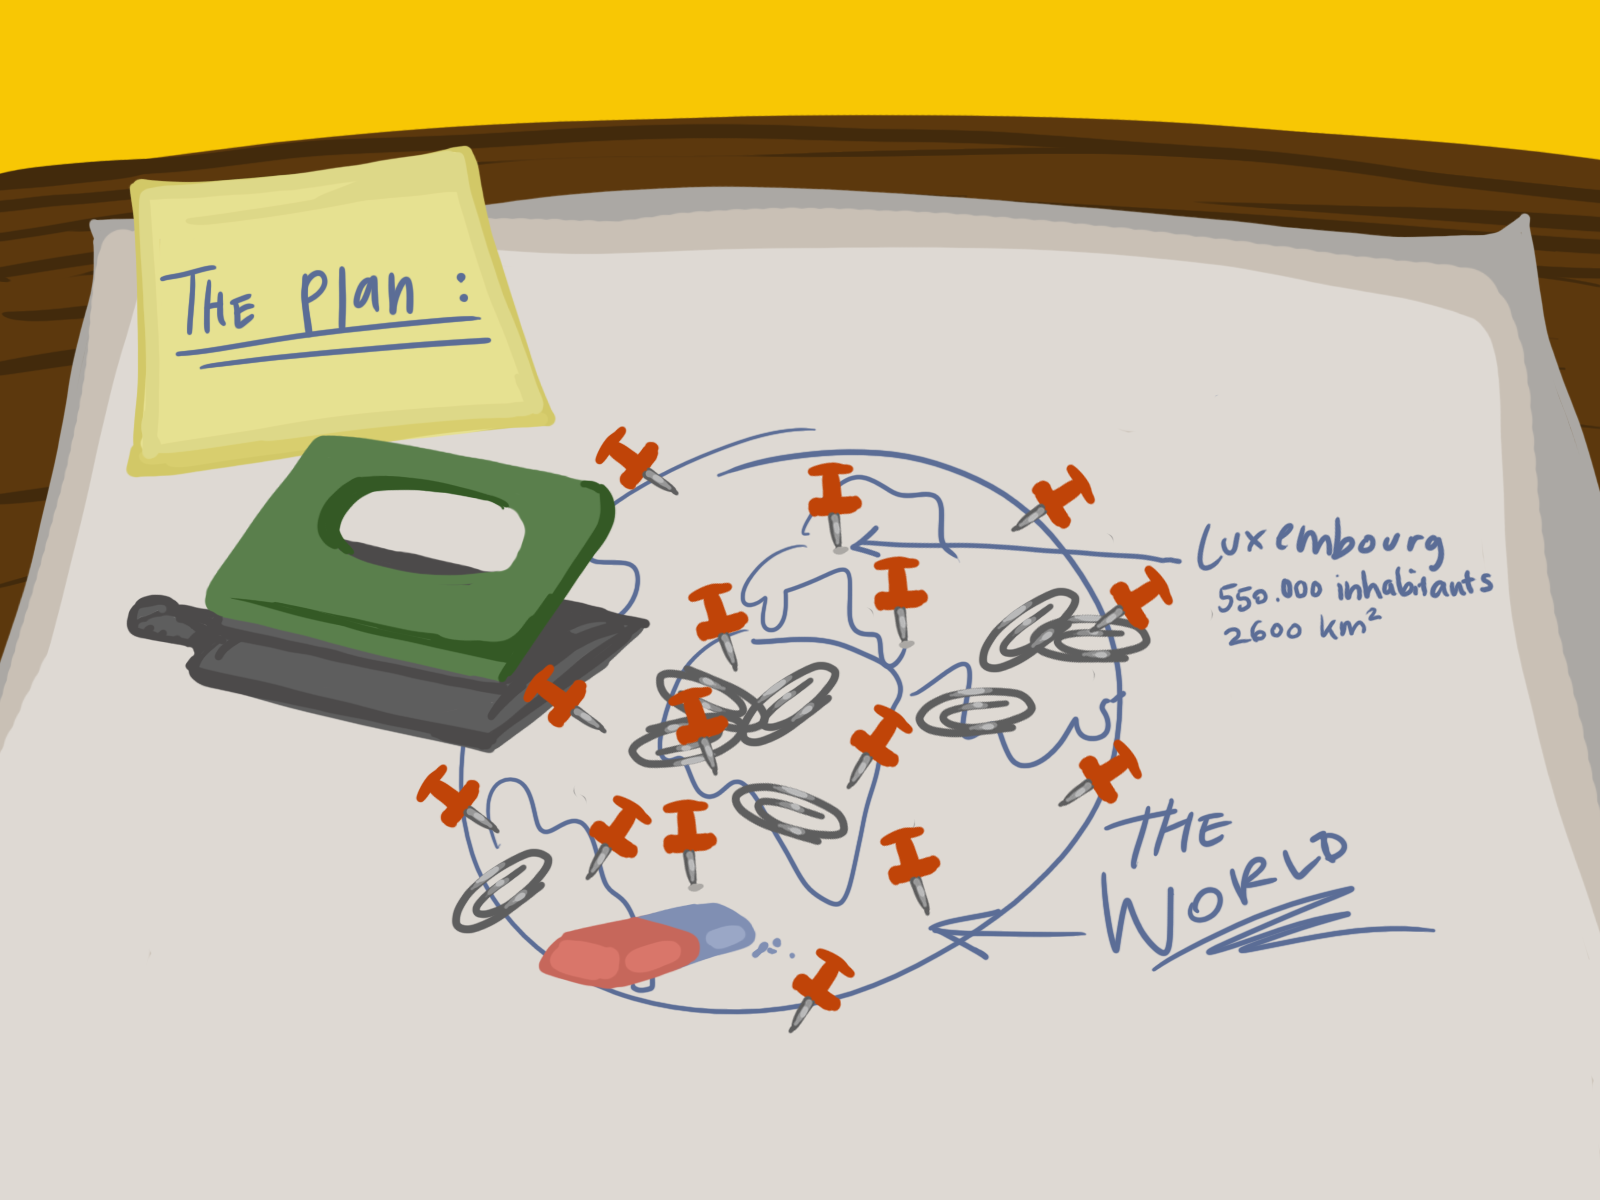 The Plan :
Luxembourg
550.000 inhabitants
2600 km²
THE
WORLD